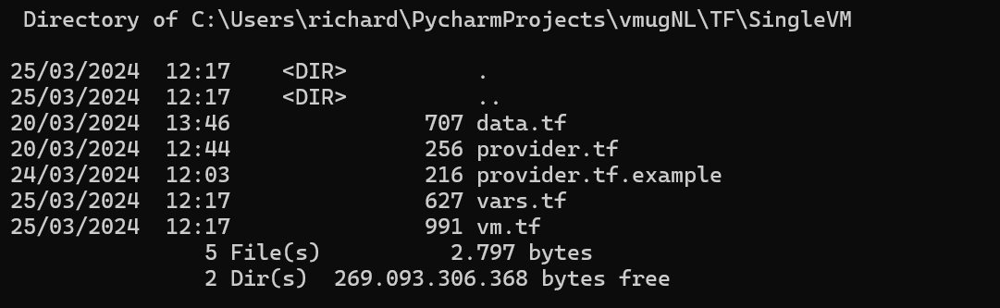 Directory of C:\Users\richard\PycharmProjects\vmugNL\TF\SingleVM
25/03/2024  12:17    <DIR>          .
25/03/2024  12:17    <DIR>          ..
20/03/2024  13:46               707 data.tf
20/03/2024  12:44               256 provider.tf
24/03/2024  12:03               216 provider.tf.example
25/03/2024  12:17               627 vars.tf
25/03/2024  12:17               991 vm.tf
5 File(s)          2.797 bytes
2 Dir(s)  269.093.306.368 bytes free